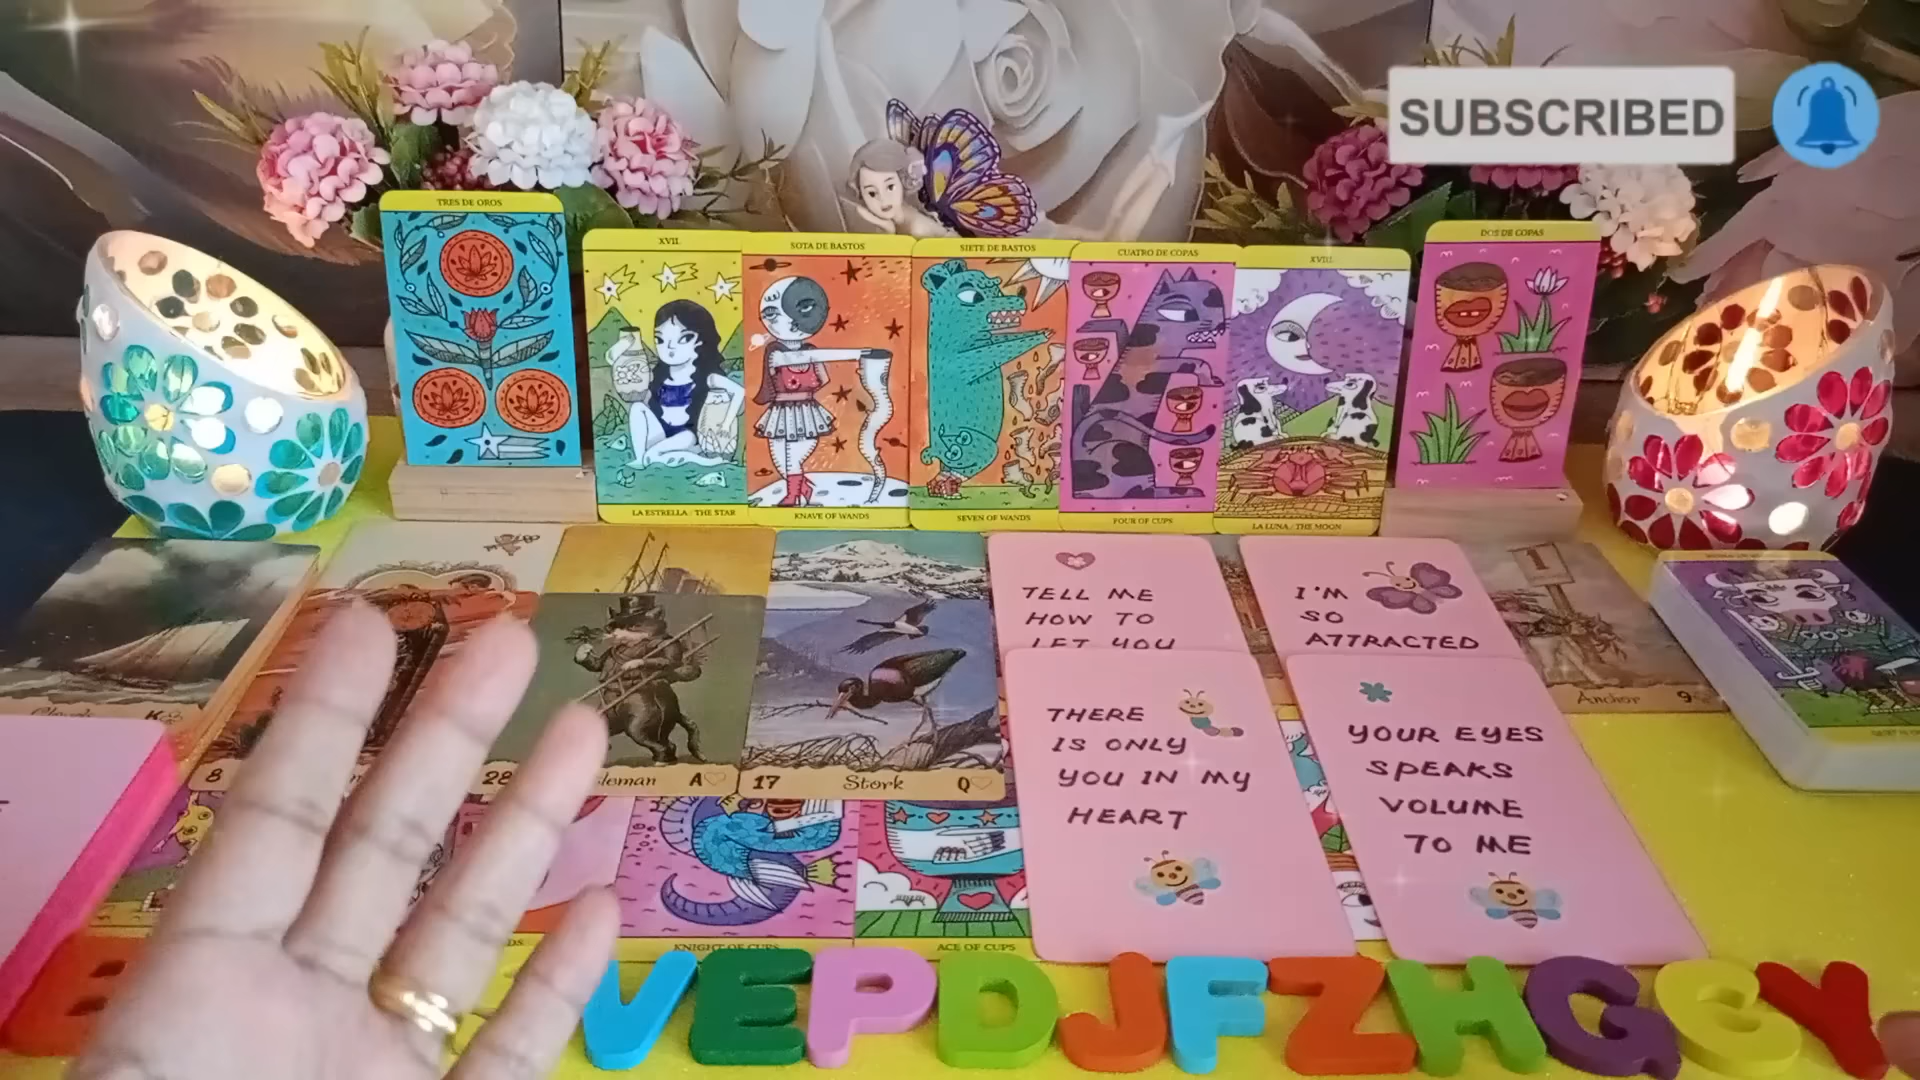 SUBSCRIBED
TRES DE OROS
XVII.
SOTA DE BASTOS
SIETE DE BASTOS
CUATRO DE COPAS
XVIII.
DOS DE COPAS
LA ESTRELLA / THE STAR
KNAVE OF WANDS
SEVEN OF WANDS
FOUR OF CUPS
LA LUNA / THE MOON
TELL ME
HOW TO
LET YOU
I'M
SO
ATTRACTED
1
Anchor 9
THERE
IS ONLY
YOU IN MY
HEART
YOUR EYES
SPEAKS
VOLUME
TO ME
K
8
28
A
17 Stork Q
KNIGHT OF CUPS
ACE OF CUPS
V E P D J F Z H G S Y